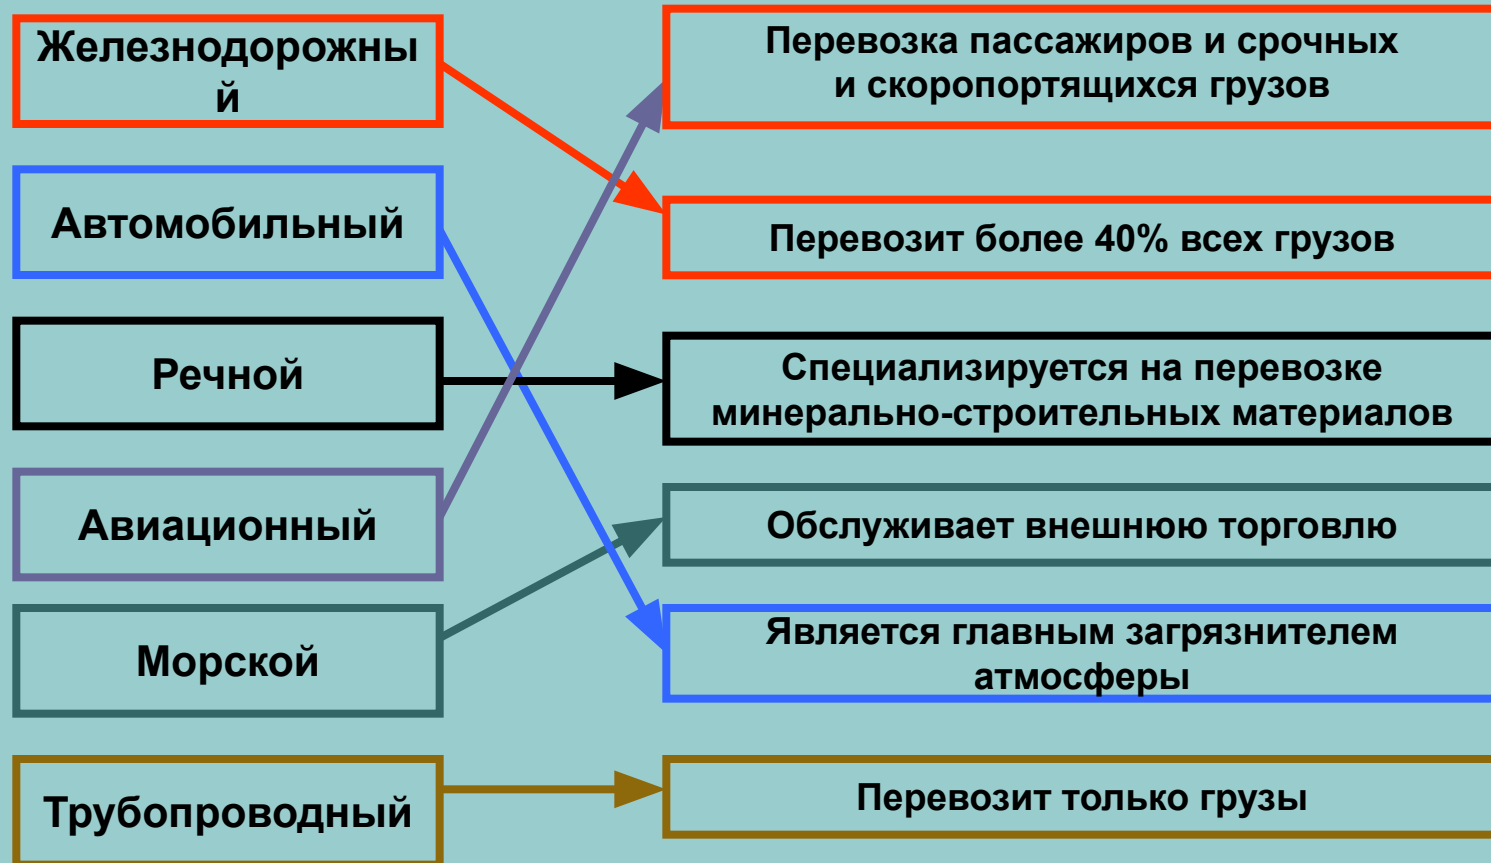 Железнодорожны
й
Автомобильный
Речной
Авиационный
Морской
Трубопроводный
Перевозка пассажиров и срочных
и скоропортящихся грузов
Перевозит более 40% всех грузов
Специализируется на перевозке
минерально-строительных материалов
Обслуживает внешнюю торговлю
Является главным загрязнителем
атмосферы
Перевозит только грузы